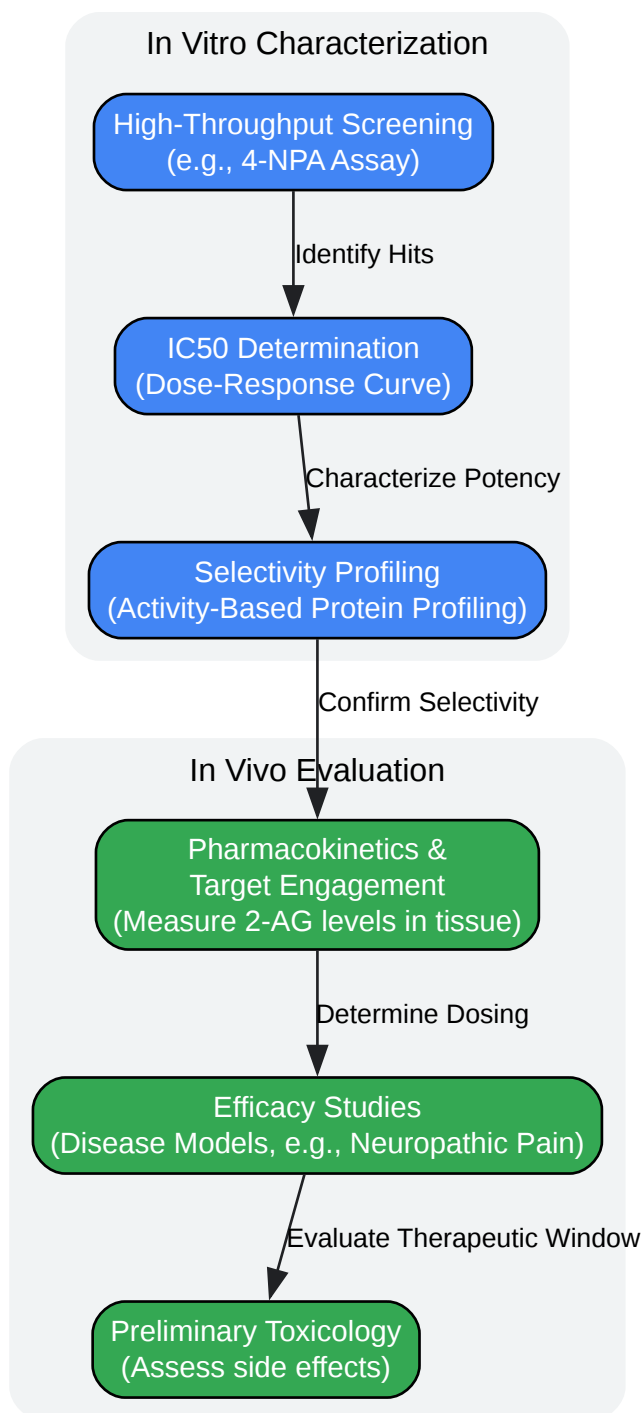 In Vitro Characterization
High-Throughput Screening
(e.g., 4-NPA Assay)
Identify Hits
IC50 Determination
(Dose-Response Curve)
Characterize Potency
Selectivity Profiling
(Activity-Based Protein Profiling)
Confirm Selectivity
In Vivo Evaluation
Pharmacokinetics &
Target Engagement
(Measure 2-AG levels in tissue)
Determine Dosing
Efficacy Studies
(Disease Models, e.g., Neuropathic Pain)
Evaluate Therapeutic Window
Preliminary Toxicology
(Assess side effects)